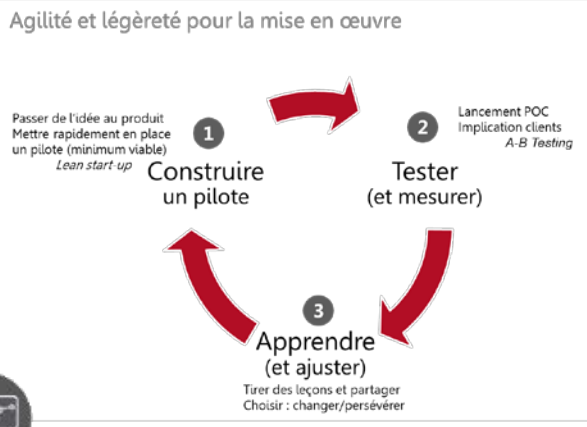 Agilité et légèreté pour la mise en œuvre
Passer de l'idée au produit
Mettre rapidement en place
un pilote (minimum viable)
Lean start-up
1
Construire
un pilote
2
Lancement POC
Implication clients
A-B Testing
Tester
(et mesurer)
3
Apprendre
(et ajuster)
Tirer des leçons et partager
Choisir : changer/persévérer